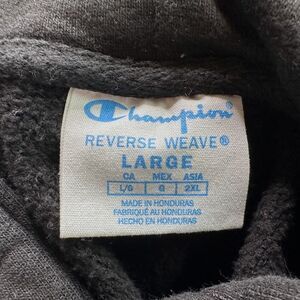 Champion
REVERSE WEAVE®
LARGE
CA MEX ASIA
L/G G 2XL
MADE IN HONDURAS
FABRIQUÉ AU HONDURAS
HECHO EN HONDURAS